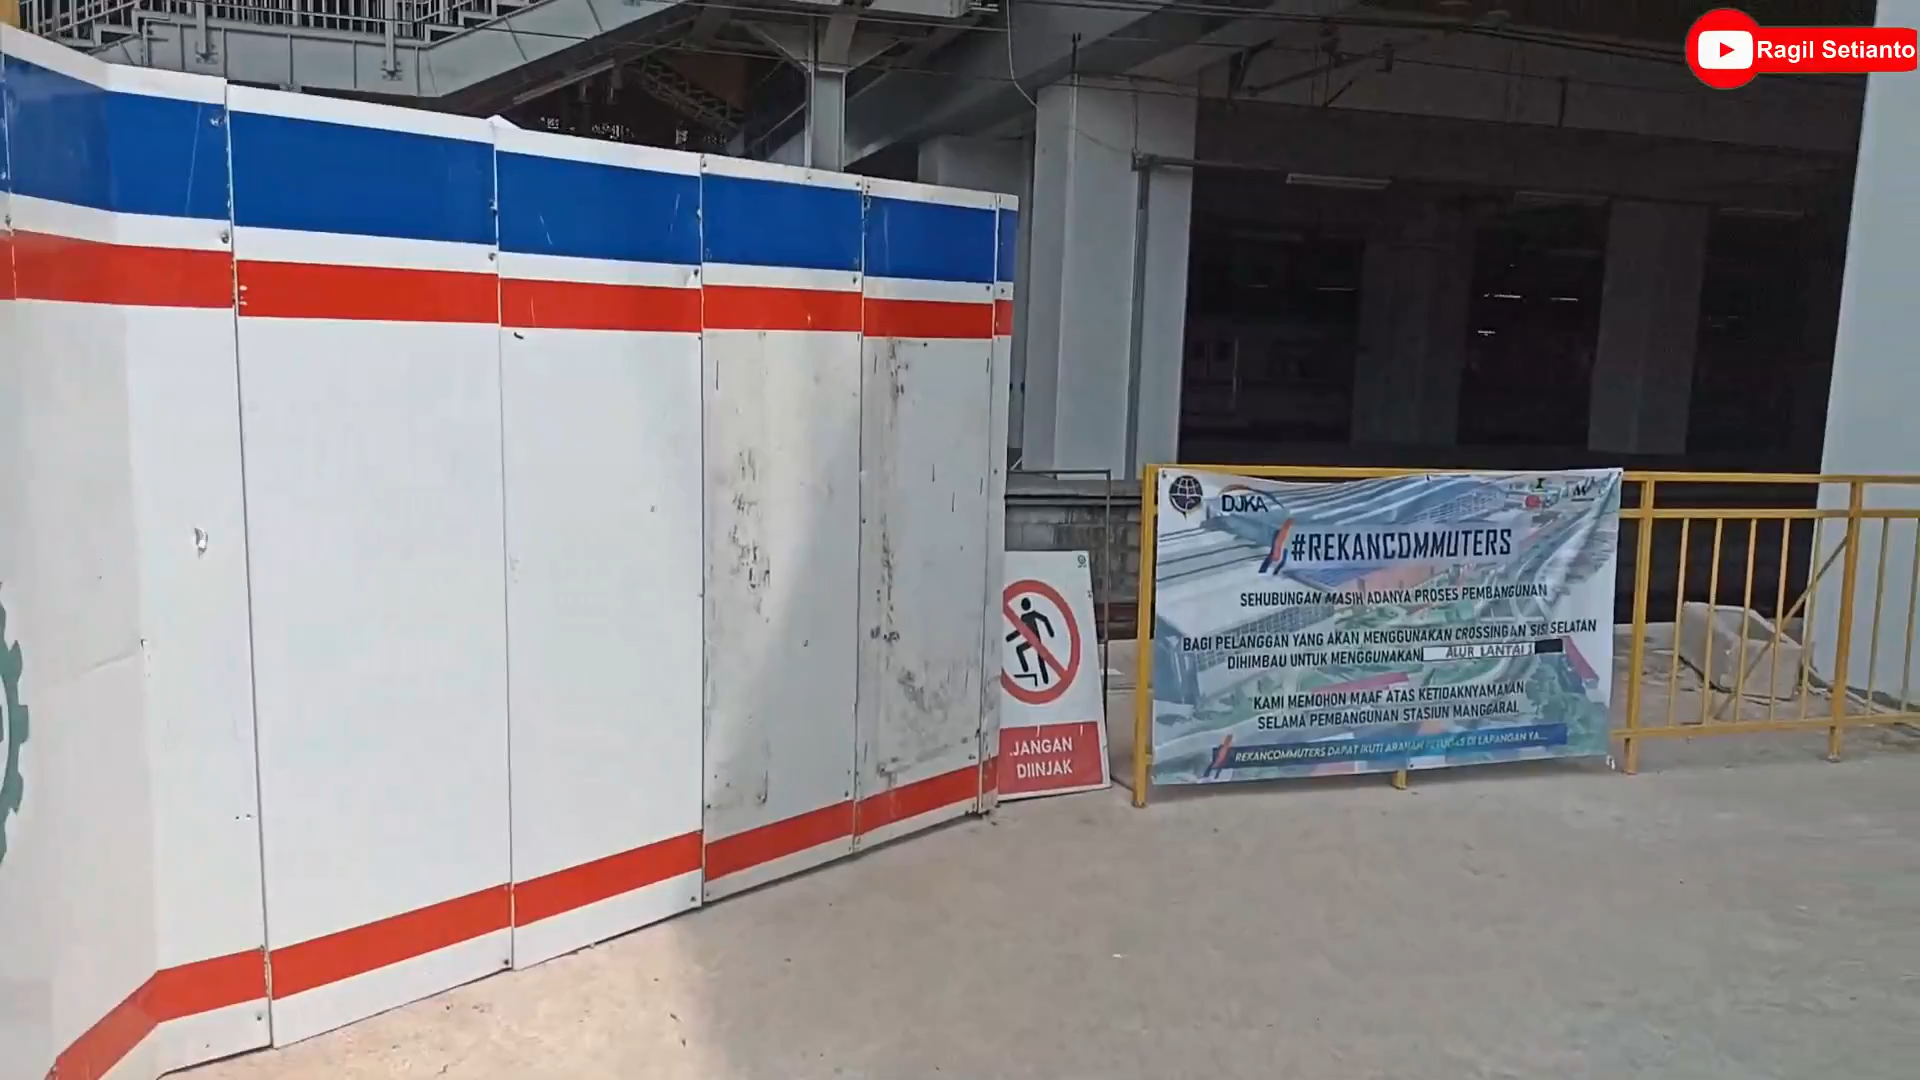 Ragil Setianto
DJKA
#REKANCOMMUTERS
SEHUBUNGAN MASIH ADANYA PROSES PEMBANGUNAN
BAGI PELANGGAN YANG AKAN MENGGUNAKAN CROSSINGAN SISI SELATAN
DIHIMBAU UNTUK MENGGUNAKAN ALUR LANTAI 1
KAMI MEMOHON MAAF ATAS KETIDAKNYAMANAN
SELAMA PEMBANGUNAN STASIUN MANGGARAI.
REKANCOMMUTERS DAPAT IKUTI ARAHAN PETUGAS DI LAPANGAN YA...
JANGAN
DIINJAK